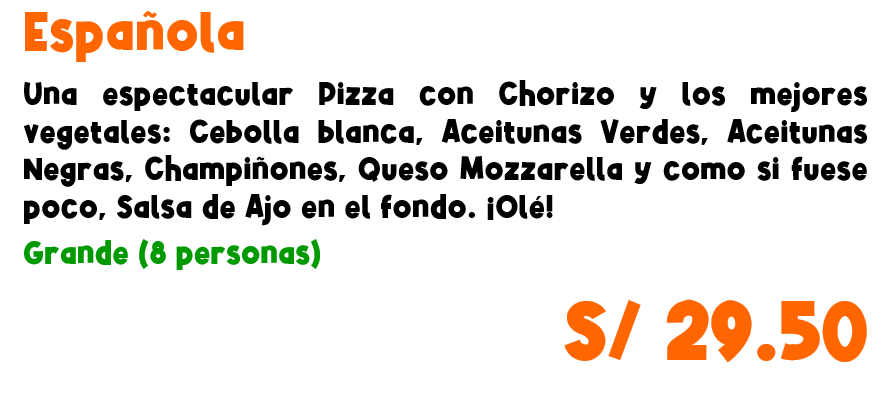 Española
Una espectacular Pizza con Chorizo y los mejores
vegetales: Cebolla blanca, Aceitunas Verdes, Aceitunas
Negras, Champiñones, Queso Mozzarella y como si fuese
poco, Salsa de Ajo en el fondo. ¡Olé!
Grande (8 personas)
S/ 29.50